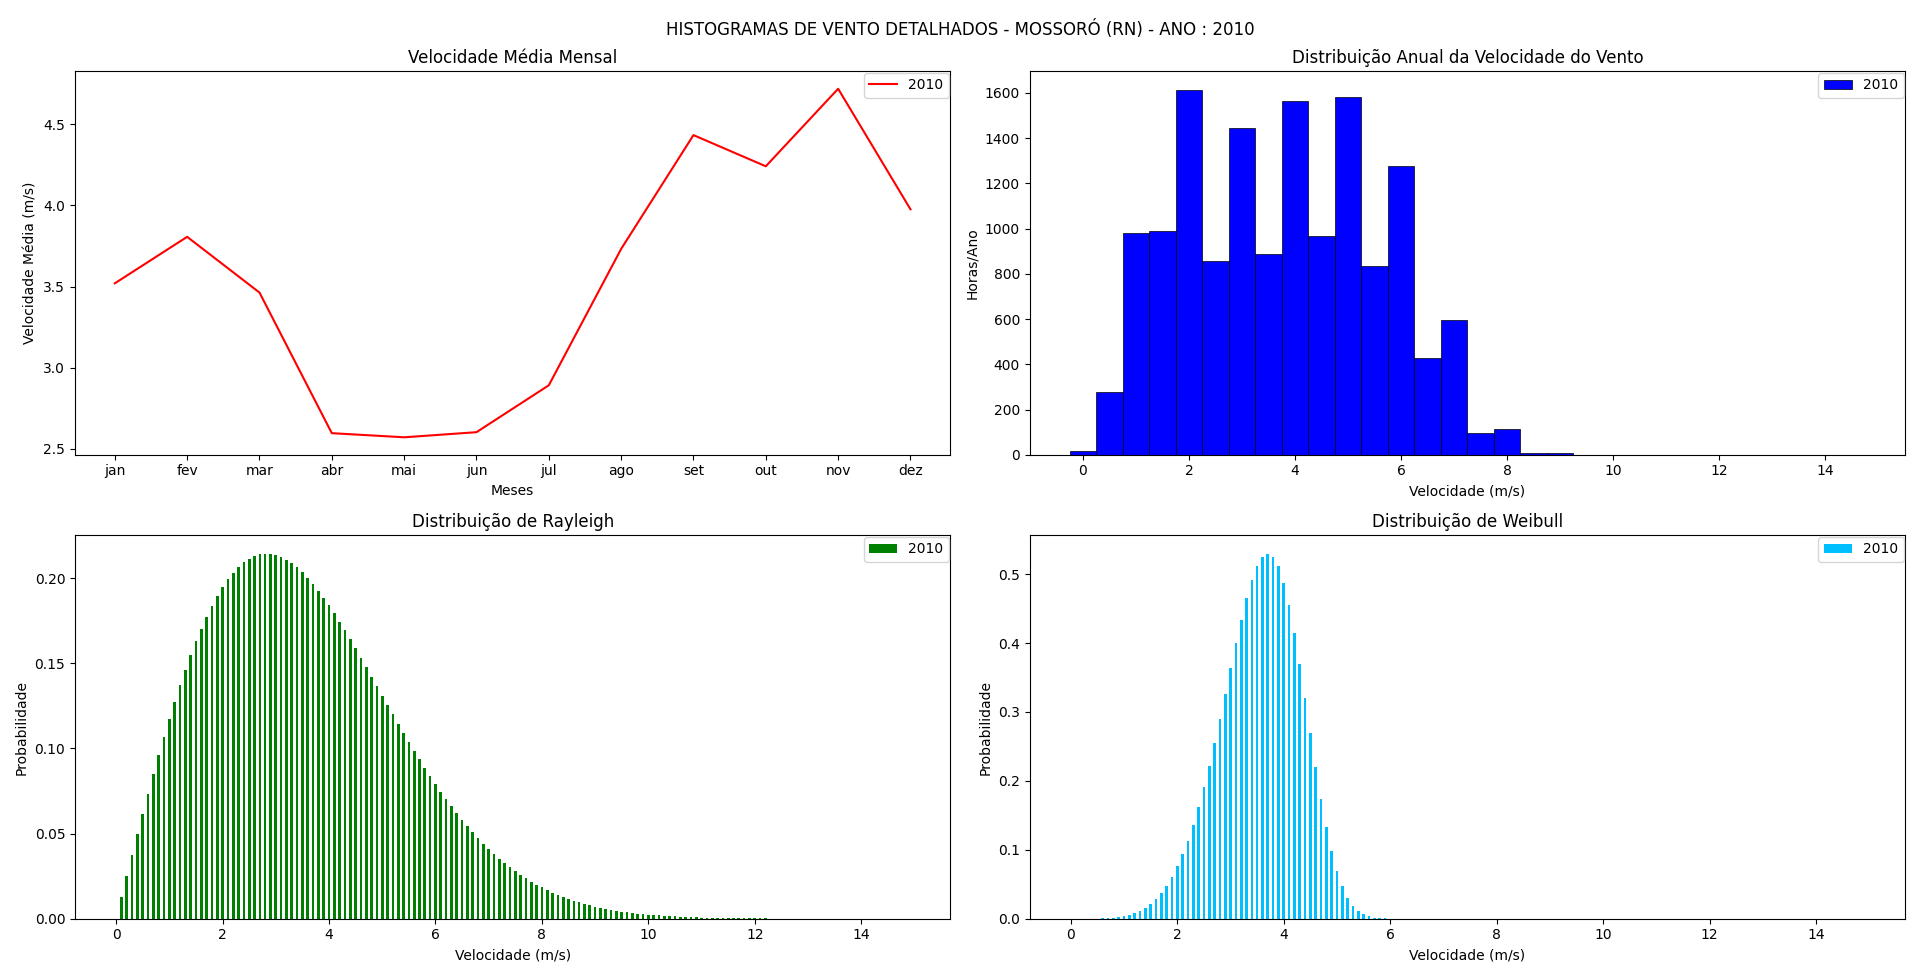 HISTOGRAMAS DE VENTO DETALHADOS - MOSSORÓ (RN) - ANO : 2010
Velocidade Média Mensal
2010
4.5
4.0
3.5
3.0
2.5
Velocidade Média (m/s)
jan fev mar abr mai jun jul ago set out nov dez
Meses
Distribuição Anual da Velocidade do Vento
2010
1600
1400
1200
1000
800
600
400
200
0
Horas/Ano
0 2 4 6 8 10 12 14
Velocidade (m/s)
Distribuição de Rayleigh
2010
0.20
0.15
0.10
0.05
0.00
Probabilidade
0 2 4 6 8 10 12 14
Velocidade (m/s)
Distribuição de Weibull
2010
0.5
0.4
0.3
0.2
0.1
0.0
Probabilidade
0 2 4 6 8 10 12 14
Velocidade (m/s)